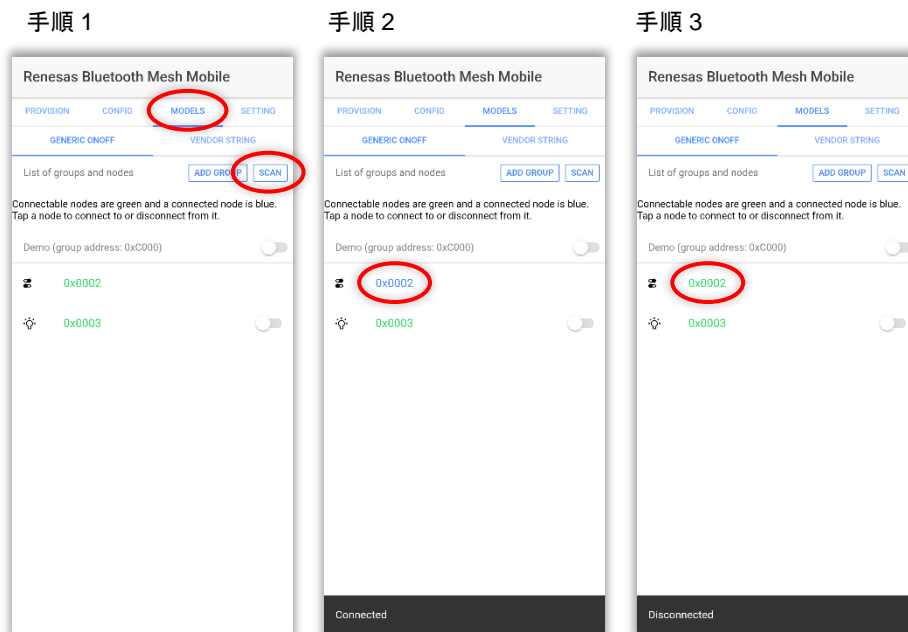 手順 1
Renesas Bluetooth Mesh Mobile
PROVISION CONFIG MODELS SETTING
GENERIC ONOFF VENDOR STRING
List of groups and nodes ADD GROUP SCAN
Connectable nodes are green and a connected node is blue.
Tap a node to connect to or disconnect from it.
Demo (group address: 0xC000)
0x0002
0x0003
手順 2
Renesas Bluetooth Mesh Mobile
PROVISION CONFIG MODELS SETTING
GENERIC ONOFF VENDOR STRING
List of groups and nodes ADD GROUP SCAN
Connectable nodes are green and a connected node is blue.
Tap a node to connect to or disconnect from it.
Demo (group address: 0xC000)
0x0002
0x0003
Connected
手順 3
Renesas Bluetooth Mesh Mobile
PROVISION CONFIG MODELS SETTING
GENERIC ONOFF VENDOR STRING
List of groups and nodes ADD GROUP SCAN
Connectable nodes are green and a connected node is blue.
Tap a node to connect to or disconnect from it.
Demo (group address: 0xC000)
0x0002
0x0003
Disconnected